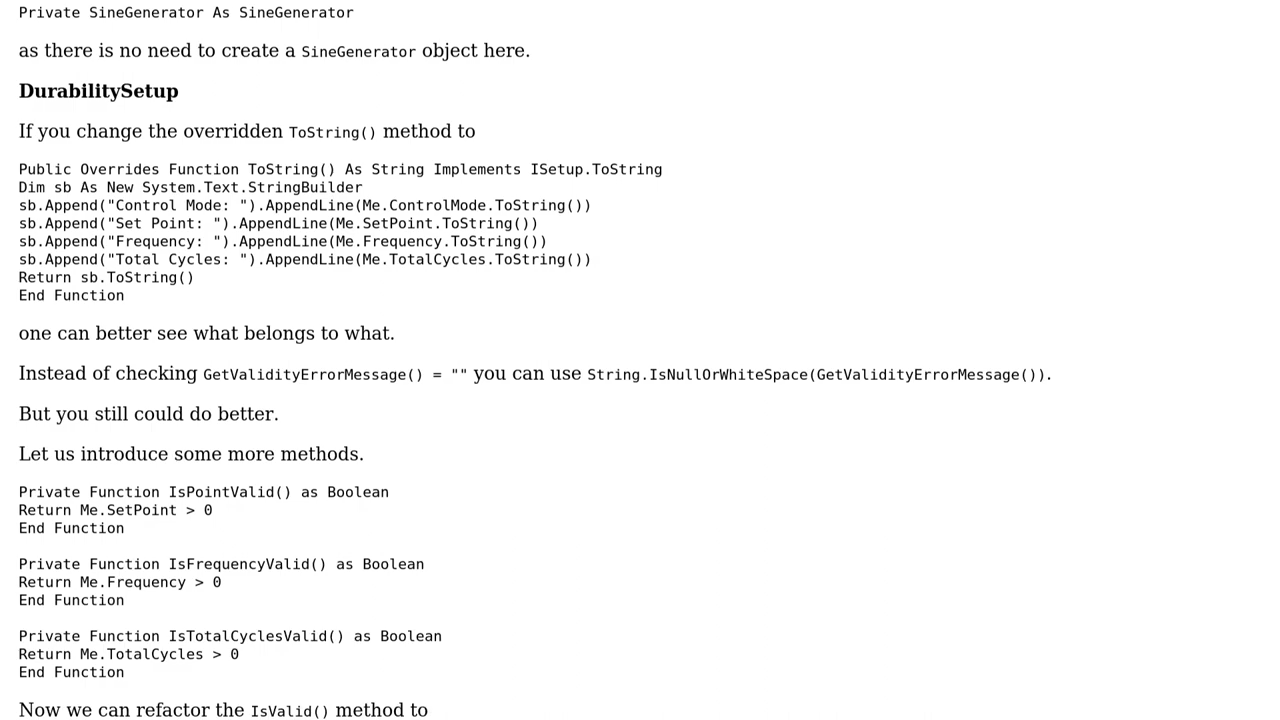 Private SineGenerator As SineGenerator
as there is no need to create a SineGenerator object here.
DurabilitySetup
If you change the overridden ToString() method to
Public Overrides Function ToString() As String Implements ISetup.ToString
Dim sb As New System.Text.StringBuilder
sb.Append("Control Mode: ").AppendLine(Me.ControlMode.ToString())
sb.Append("Set Point: ").AppendLine(Me.SetPoint.ToString())
sb.Append("Frequency: ").AppendLine(Me.Frequency.ToString())
sb.Append("Total Cycles: ").AppendLine(Me.TotalCycles.ToString())
Return sb.ToString()
End Function
one can better see what belongs to what.
Instead of checking GetValidityErrorMessage() = "" you can use String.IsNullOrWhiteSpace(GetValidityErrorMessage()).
But you still could do better.
Let us introduce some more methods.
Private Function IsPointValid() as Boolean
Return Me.SetPoint > 0
End Function
Private Function IsFrequencyValid() as Boolean
Return Me.Frequency > 0
End Function
Private Function IsTotalCyclesValid() as Boolean
Return Me.TotalCycles > 0
End Function
Now we can refactor the IsValid() method to